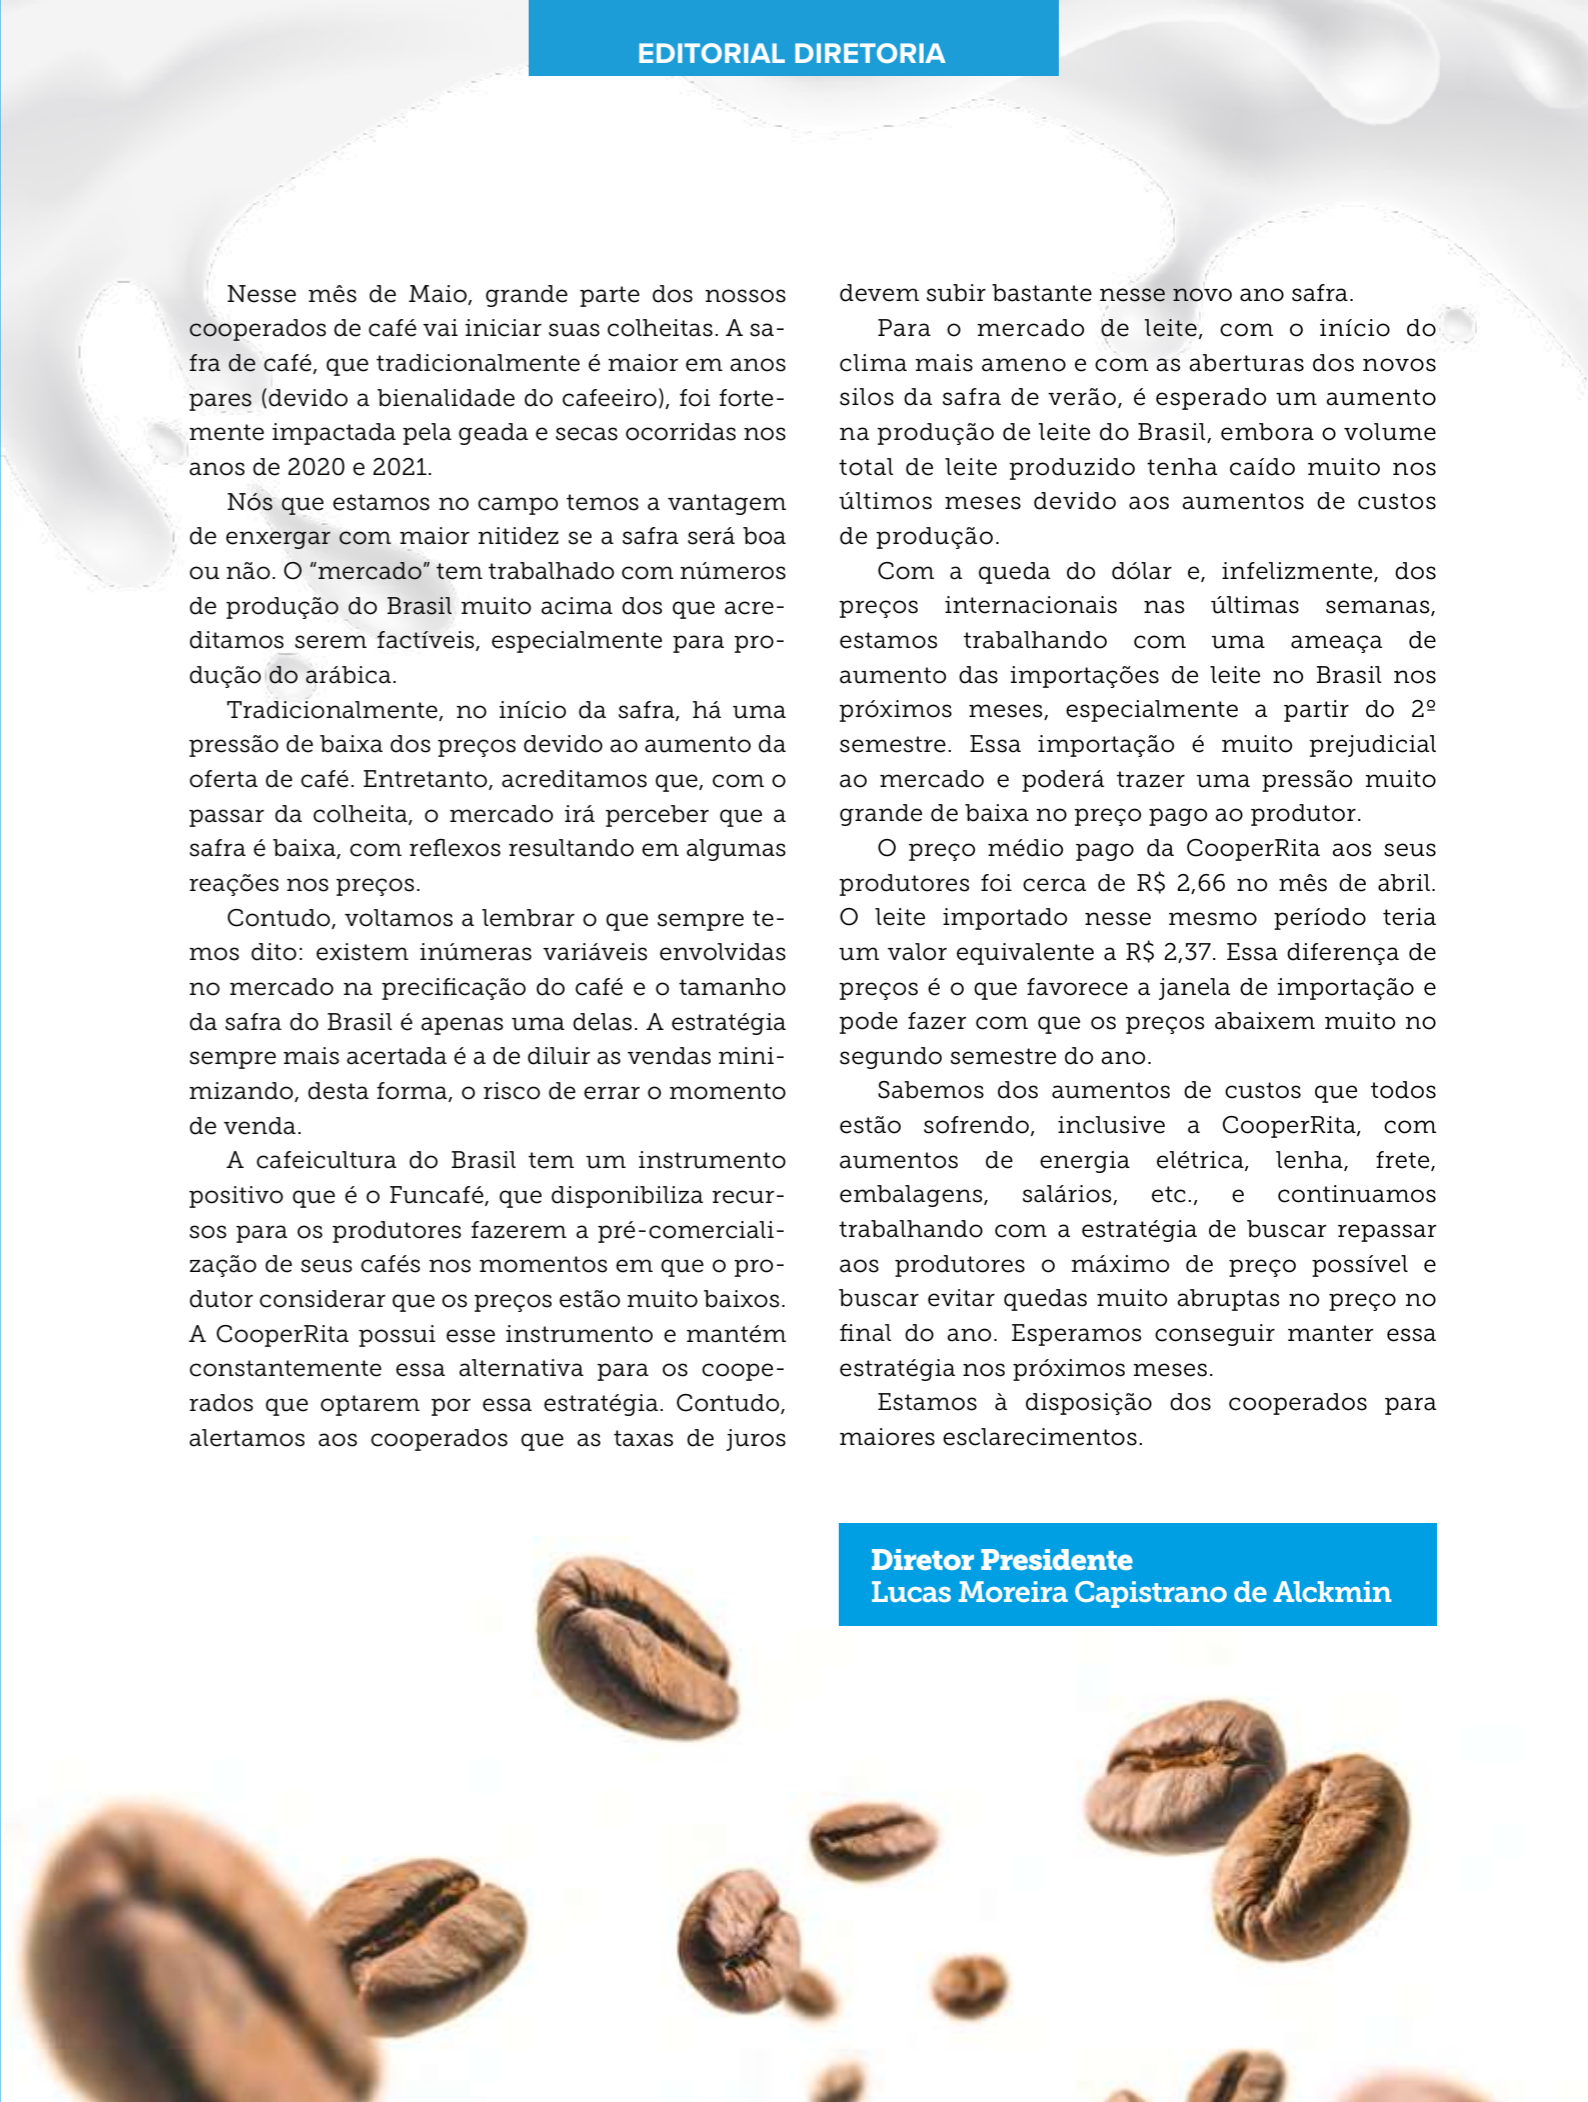 EDITORIAL DIRETORIA
Nesse mês de Maio, grande parte dos nossos
cooperados de café vai iniciar suas colheitas. A sa-
fra de café, que tradicionalmente é maior em anos
pares (devido a bienalidade do cafeeiro), foi forte-
mente impactada pela geada e secas ocorridas nos
anos de 2020 e 2021.
Nós que estamos no campo temos a vantagem
de enxergar com maior nitidez se a safra será boa
ou não. O "mercado" tem trabalhado com números
de produção do Brasil muito acima dos que acre-
ditamos serem factíveis, especialmente para pro-
dução do arábica.
Tradicionalmente, no início da safra, há uma
pressão de baixa dos preços devido ao aumento da
oferta de café. Entretanto, acreditamos que, com o
passar da colheita, o mercado irá perceber que a
safra é baixa, com reflexos resultando em algumas
reações nos preços.
Contudo, voltamos a lembrar o que sempre te-
mos dito: existem inúmeras variáveis envolvidas
no mercado na precificação do café e o tamanho
da safra do Brasil é apenas uma delas. A estratégia
sempre mais acertada é a de diluir as vendas mini-
mizando, desta forma, o risco de errar o momento
de venda.
A cafeicultura do Brasil tem um instrumento
positivo que é o Funcafé, que disponibiliza recur-
sos para os produtores fazerem a pré-comerciali-
zação de seus cafés nos momentos em que o pro-
dutor considerar que os preços estão muito baixos.
A CooperRita possui esse instrumento e mantém
constantemente essa alternativa para os coope-
rados que optarem por essa estratégia. Contudo,
alertamos aos cooperados que as taxas de juros
devem subir bastante nesse novo ano safra.
Para o mercado de leite, com o início do
clima mais ameno e com as aberturas dos novos
silos da safra de verão, é esperado um aumento
na produção de leite do Brasil, embora o volume
total de leite produzido tenha caído muito nos
últimos meses devido aos aumentos de custos
de produção.
Com a queda do dólar e, infelizmente, dos
preços internacionais nas últimas semanas,
estamos trabalhando com uma ameaça de
aumento das importações de leite no Brasil nos
próximos meses, especialmente a partir do 2º
semestre. Essa importação é muito prejudicial
ao mercado e poderá trazer uma pressão muito
grande de baixa no preço pago ao produtor.
O preço médio pago da CooperRita aos seus
produtores foi cerca de R$ 2,66 no mês de abril.
O leite importado nesse mesmo período teria
um valor equivalente a R$ 2,37. Essa diferença de
preços é o que favorece a janela de importação e
pode fazer com que os preços abaixem muito no
segundo semestre do ano.
Sabemos dos aumentos de custos que todos
estão sofrendo, inclusive a CooperRita, com
aumentos de energia elétrica, lenha, frete,
embalagens, salários, etc., e continuamos
trabalhando com a estratégia de buscar repassar
aos produtores o máximo de preço possível e
buscar evitar quedas muito abruptas no preço no
final do ano. Esperamos conseguir manter essa
estratégia nos próximos meses.
Estamos à disposição dos cooperados para
maiores esclarecimentos.
Diretor Presidente
Lucas Moreira Capistrano de Alckmin